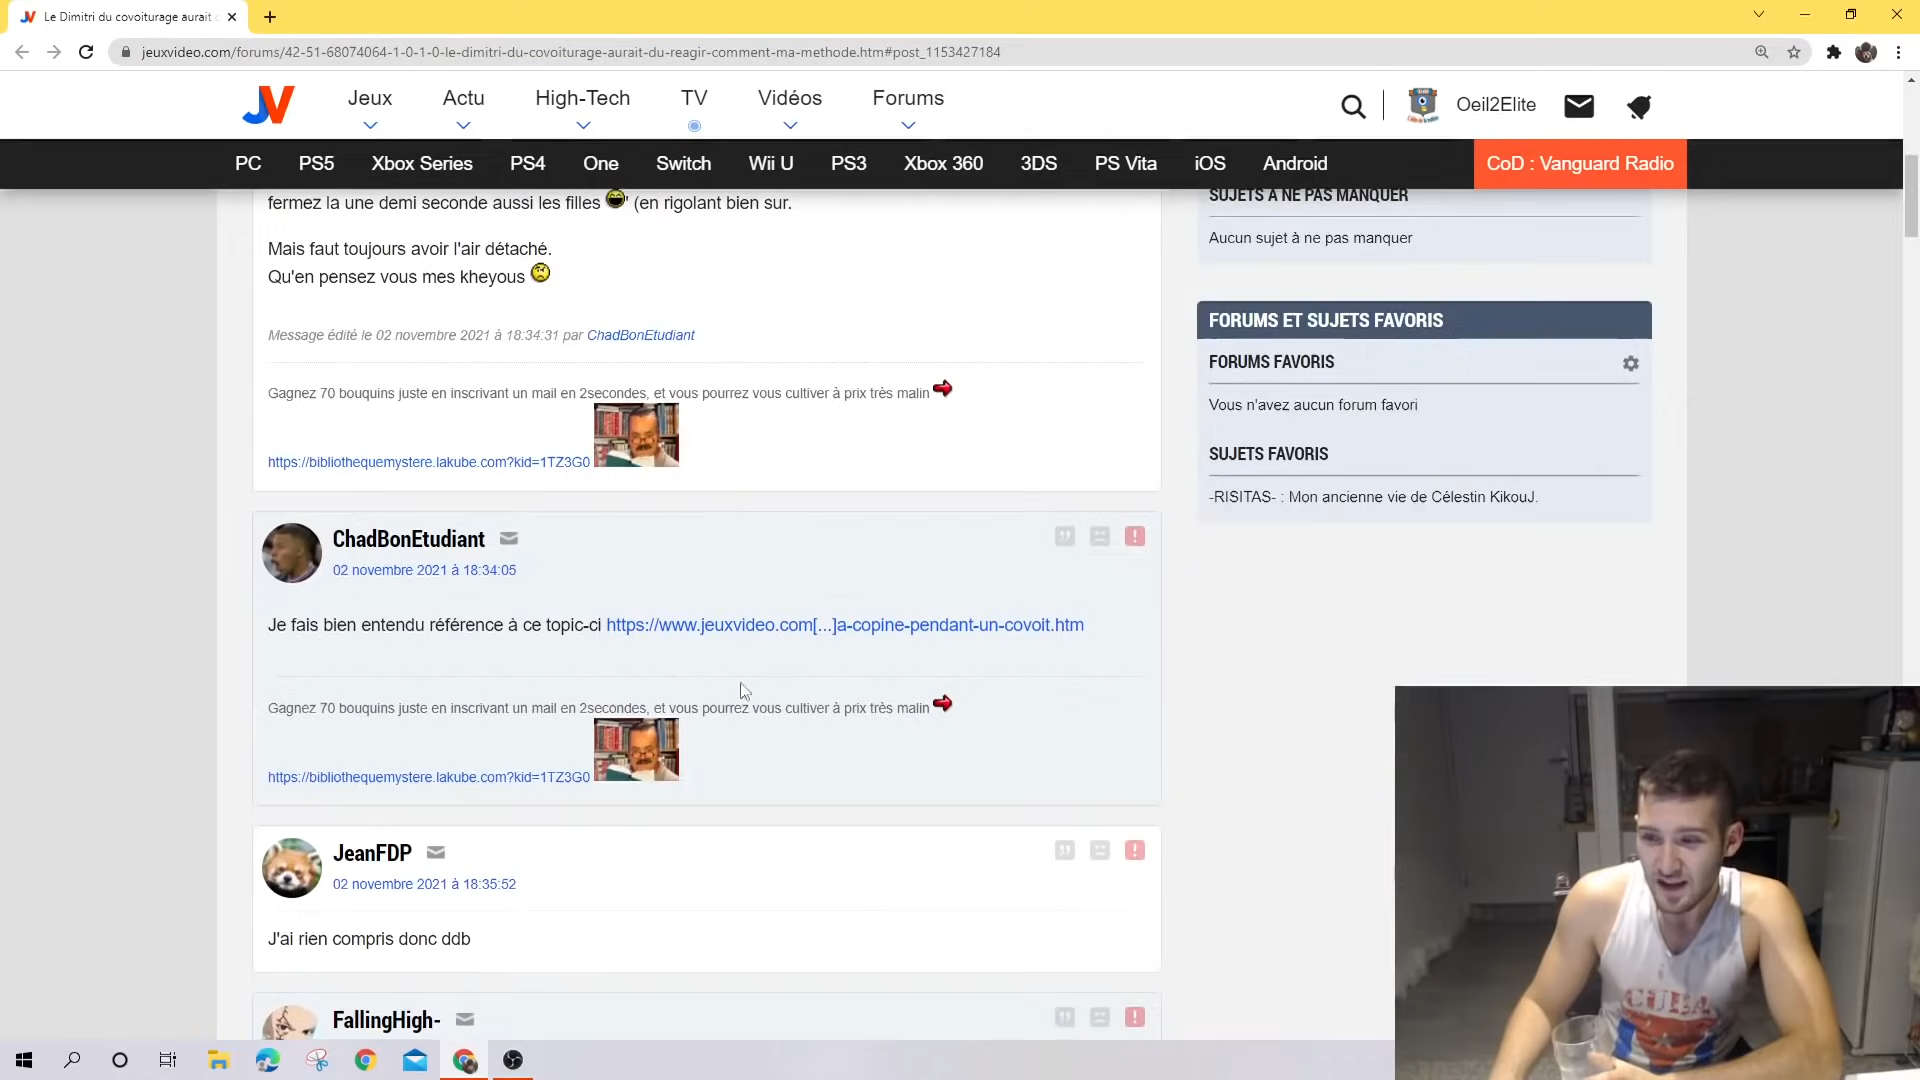 Le Dimitri du covoiturage aurait
jeuxvideo.com/forums/42-51-68074064-1-0-1-0-le-dimitri-du-covoiturage-aurait-du-reagir-comment-ma-methode.htm#post_1153427184
JV
Jeux
Actu
High-Tech
TV
Vidéos
Forums
Oeil2Elite
PC
PS5
Xbox Series
PS4
One
Switch
Wii U
PS3
Xbox 360
3DS
PS Vita
iOS
Android
CoD : Vanguard Radio
fermez la une demi seconde aussi les filles " (en rigolant bien sur.
Mais faut toujours avoir l'air détaché.
Qu'en pensez vous mes kheyous
Message édité le 02 novembre 2021 à 18:34:31 par ChadBonEtudiant
Gagnez 70 bouquins juste en inscrivant un mail en 2secondes, et vous pourrez vous cultiver à prix très malin
https://bibliothequemystere.lakube.com?kid=1TZ3G0
ChadBonEtudiant
02 novembre 2021 à 18:34:05
Je fais bien entendu référence à ce topic-ci https://www.jeuxvideo.com[...]a-copine-pendant-un-covoit.htm
Gagnez 70 bouquins juste en inscrivant un mail en 2secondes, et vous pourrez vous cultiver à prix très malin
https://bibliothequemystere.lakube.com?kid=1TZ3G0
JeanFDP
02 novembre 2021 à 18:35:52
J'ai rien compris donc ddb
FallingHigh-
SUJETS À NE PAS MANQUER
Aucun sujet à ne pas manquer
FORUMS ET SUJETS FAVORIS
FORUMS FAVORIS
Vous n'avez aucun forum favori
SUJETS FAVORIS
-RISITAS- : Mon ancienne vie de Célestin KikouJ.
CUBA